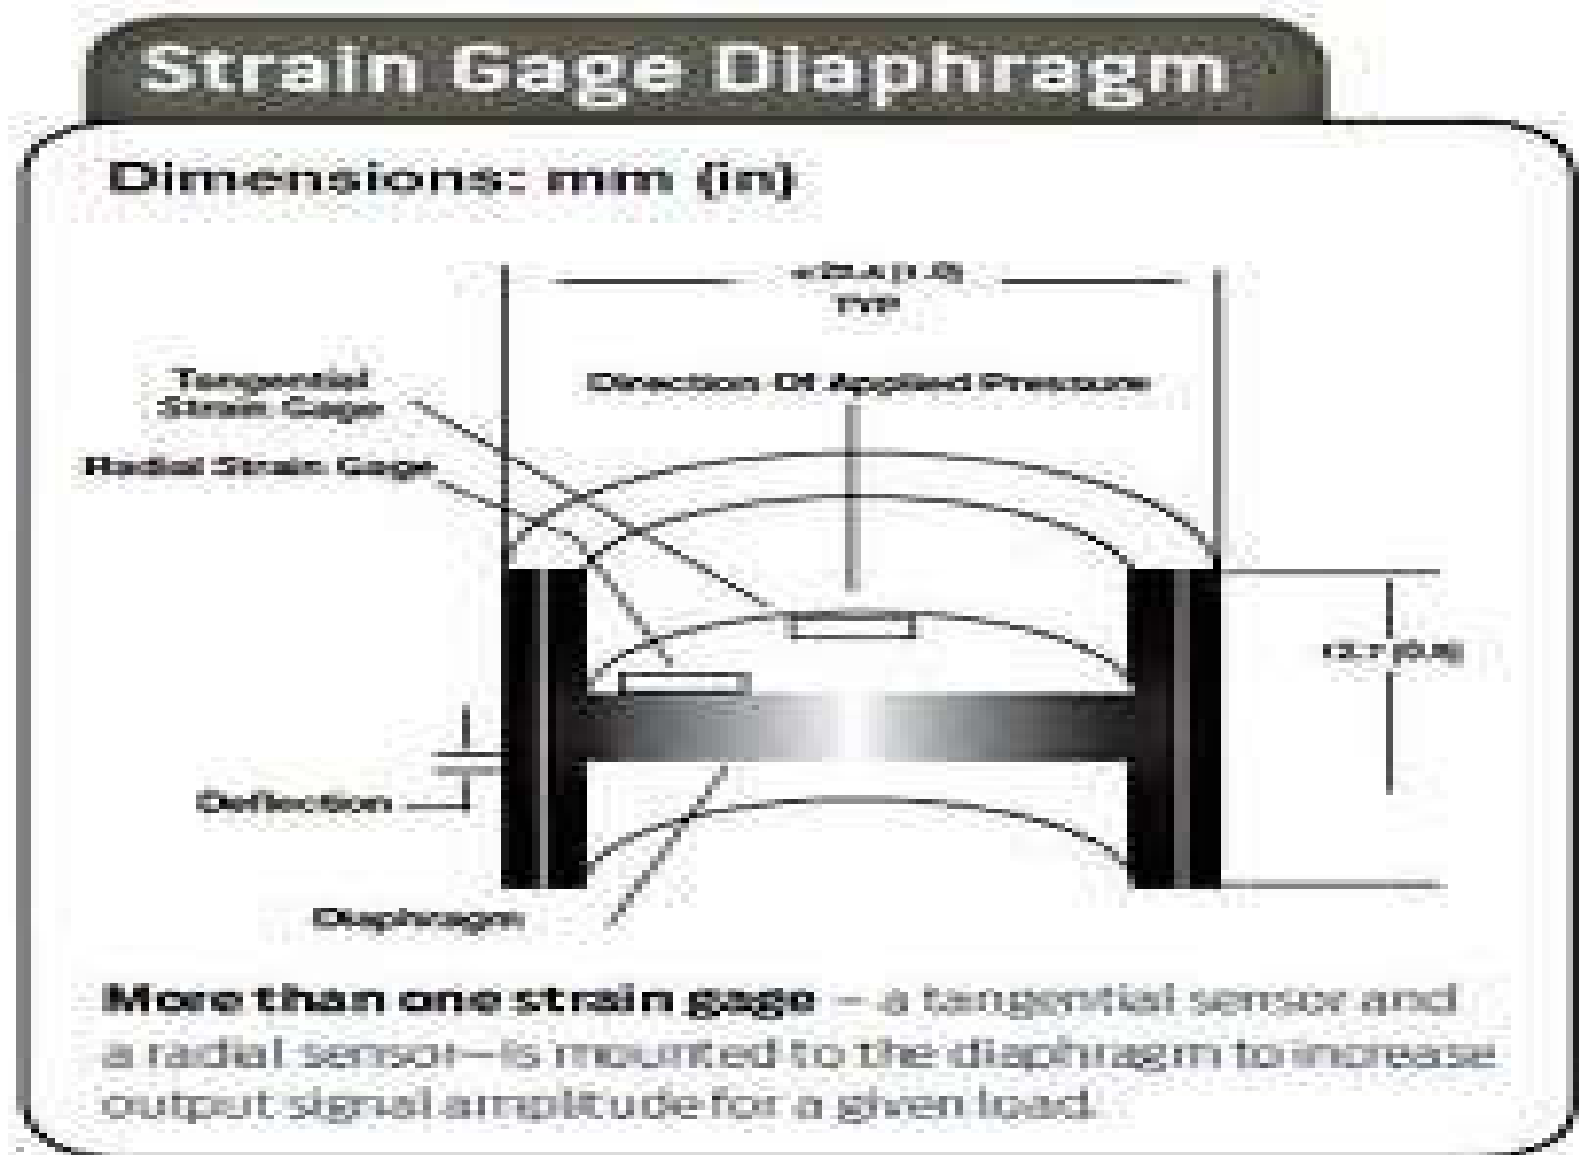 Strain Gage Diaphragm
Dimensions: mm (in)
(1.0)
TYP
Tangential
Strain Gage
Direction Of Applied Pressure
Radial Strain Gage
Deflection
Diaphragm
More than one strain gage – a tangential sensor and
a radial sensor—is mounted to the diaphragm to increase
output signal amplitude for a given load.